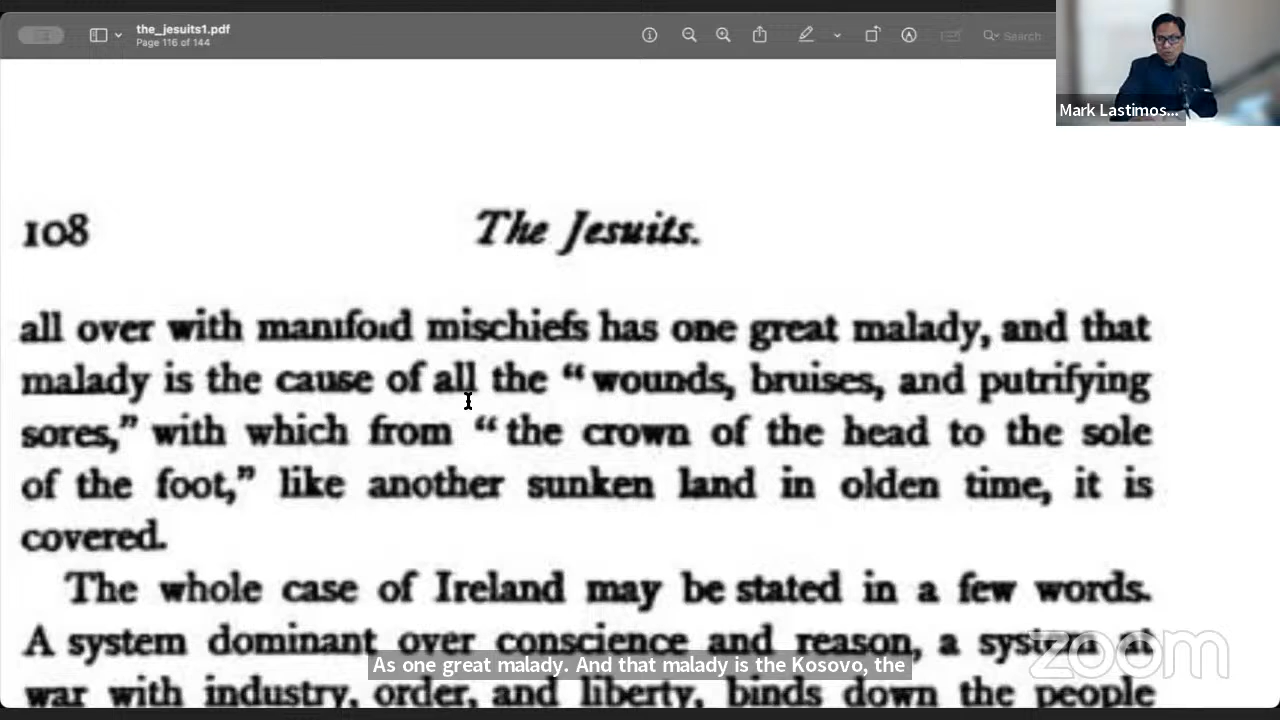 the_jesuits1.pdf
Page 116 of 144
Search
Mark Lastimos...
108
The Jesuits.
all over with manifoid mischiefs has one great malady, and that
malady is the cause of all the “wounds, bruises, and putrifying
sores,” with which from “the crown of the head to the sole
of the foot,” like another sunken land in olden time, it is
covered.
The whole case of Ireland may be stated in a few words.
A system dominant over conscience and reason, a system at
war with industry, order, and liberty, binds down the people
As one great malady. And that malady is the Kosovo, the
zoom